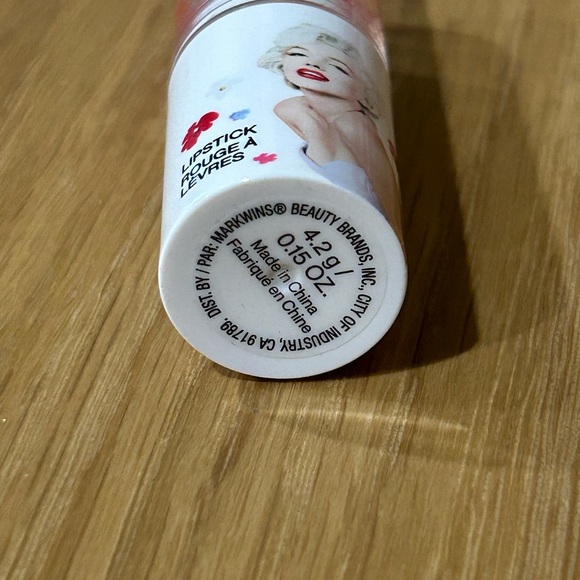 LIPSTICK
ROUGE À
LÈVRES
DIST. BY / PAR: MARKWINS® BEAUTY BRANDS, INC., CITY OF INDUSTRY, CA 91789.
4.2 g /
0.15 OZ.
Made in China
Fabriqué en Chine